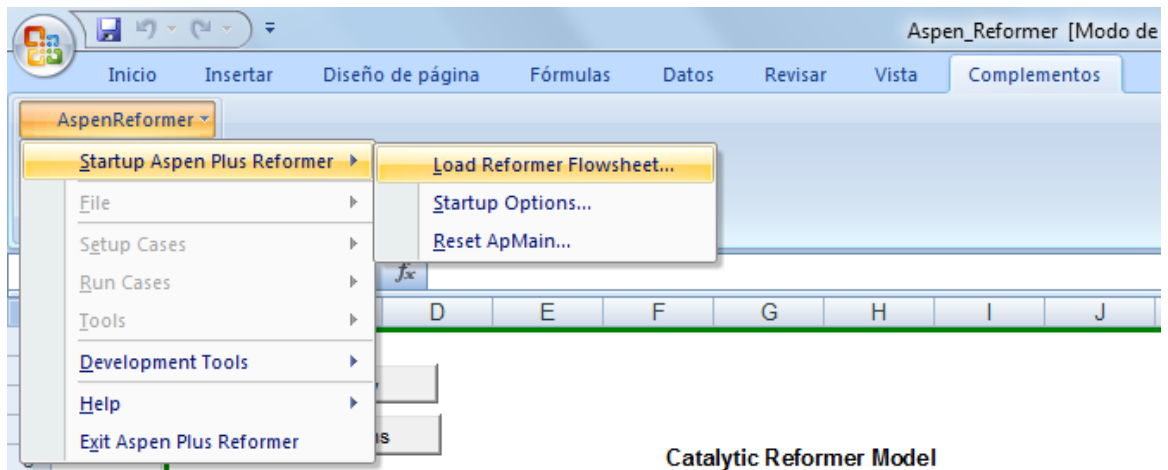 Aspen_Reformer [Modo de
Inicio Insertar Diseño de página Fórmulas Datos Revisar Vista Complementos
AspenReformer
Startup Aspen Plus Reformer
Load Reformer Flowsheet...
File
Startup Options...
Setup Cases
Reset ApMain...
Run Cases
fx
Tools
D E F G H I J
Development Tools
Help
Exit Aspen Plus Reformer
Catalytic Reformer Model